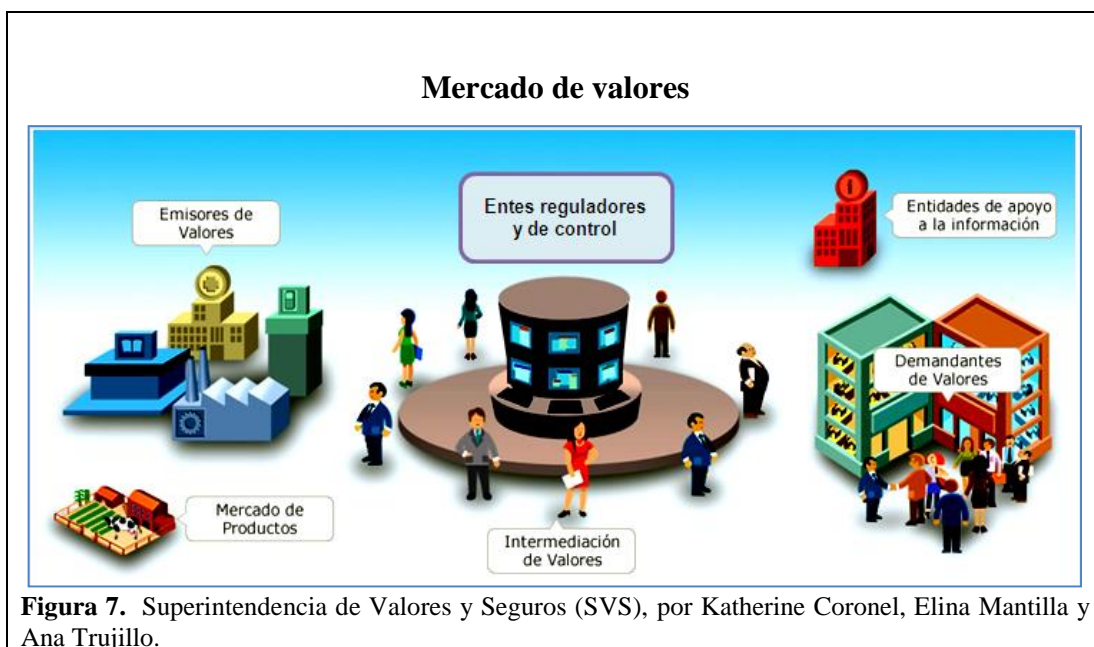 Mercado de valores
Emisores de
Valores
Entes reguladores
y de control
Entidades de apoyo
a la información
Demandantes
de Valores
Mercado de
Productos
Intermediación
de Valores
Figura 7. Superintendencia de Valores y Seguros (SVS), por Katherine Coronel, Elina Mantilla y
Ana Trujillo.